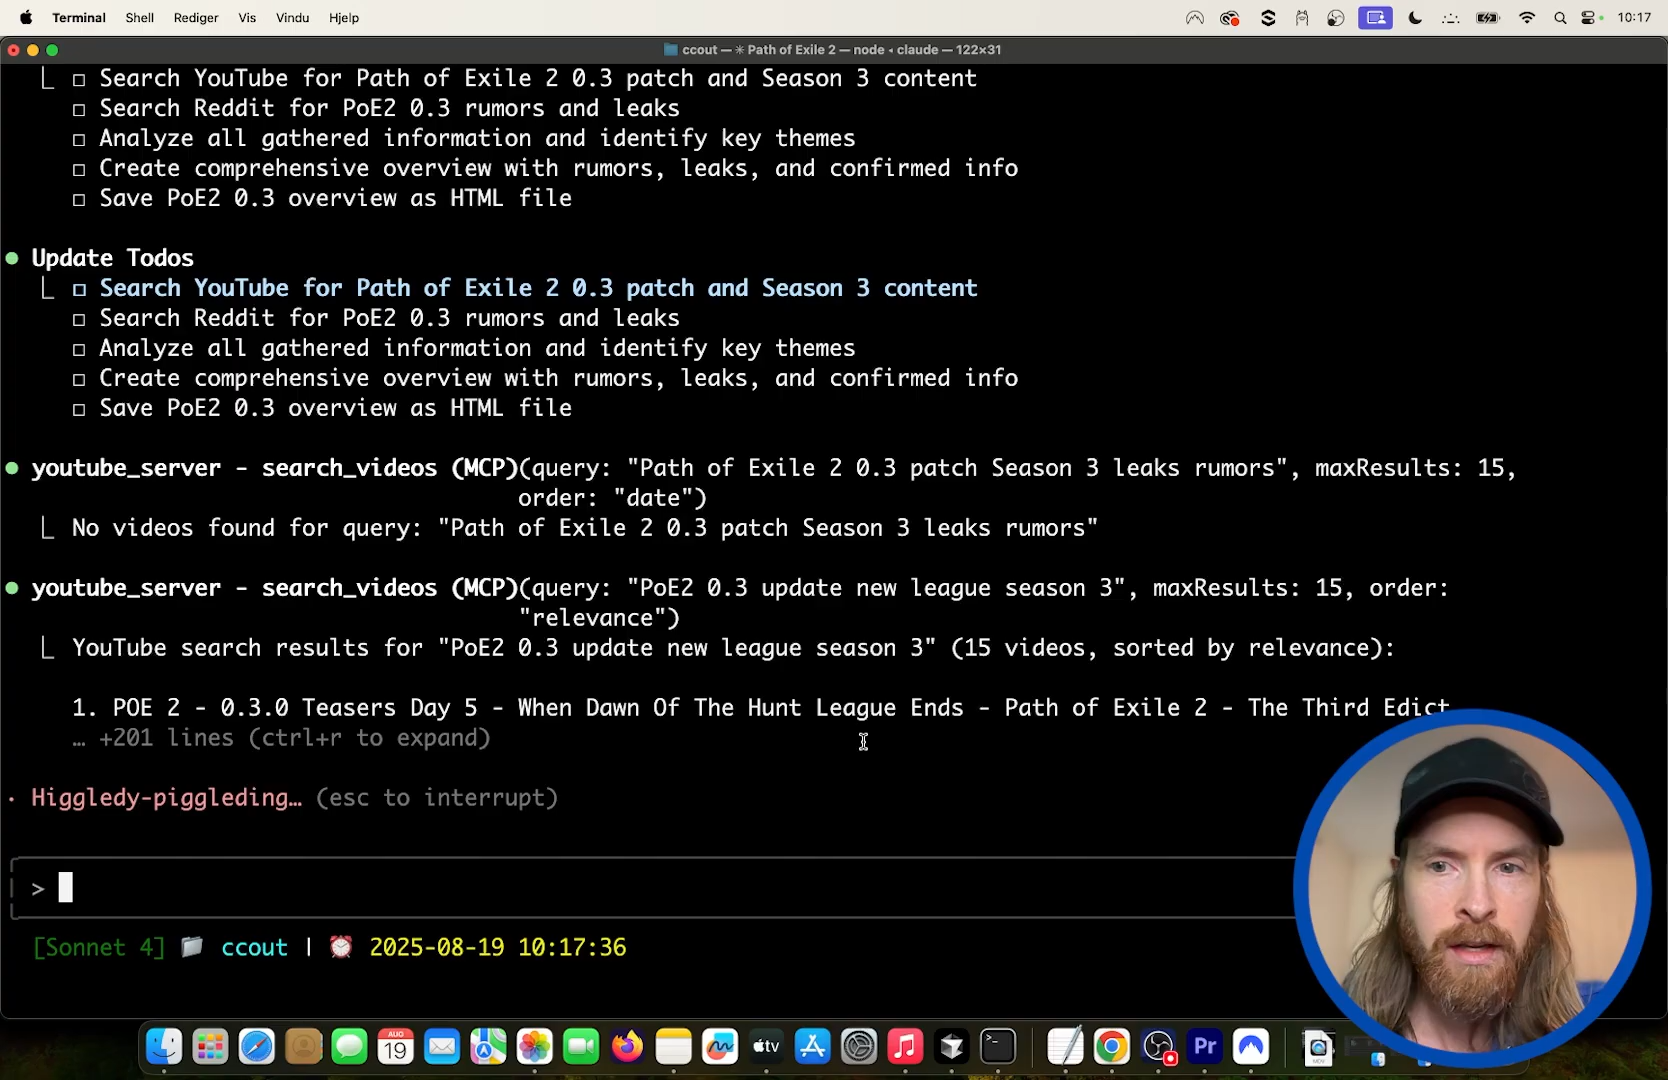 Terminal Shell Rediger Vis Vindu Hjelp 10:17
ccout — ✳ Path of Exile 2 — node ◂ claude — 122×31
⎿ ☐ Search YouTube for Path of Exile 2 0.3 patch and Season 3 content
☐ Search Reddit for PoE2 0.3 rumors and leaks
☐ Analyze all gathered information and identify key themes
☐ Create comprehensive overview with rumors, leaks, and confirmed info
☐ Save PoE2 0.3 overview as HTML file
● Update Todos
⎿ ☐ Search YouTube for Path of Exile 2 0.3 patch and Season 3 content
☐ Search Reddit for PoE2 0.3 rumors and leaks
☐ Analyze all gathered information and identify key themes
☐ Create comprehensive overview with rumors, leaks, and confirmed info
☐ Save PoE2 0.3 overview as HTML file
● youtube_server - search_videos (MCP)(query: "Path of Exile 2 0.3 patch Season 3 leaks rumors", maxResults: 15,
order: "date")
⎿ No videos found for query: "Path of Exile 2 0.3 patch Season 3 leaks rumors"
● youtube_server - search_videos (MCP)(query: "PoE2 0.3 update new league season 3", maxResults: 15, order:
"relevance")
⎿ YouTube search results for "PoE2 0.3 update new league season 3" (15 videos, sorted by relevance):
1. POE 2 - 0.3.0 Teasers Day 5 - When Dawn Of The Hunt League Ends - Path of Exile 2 - The Third Edict
… +201 lines (ctrl+r to expand)
· Higgledy-piggleding… (esc to interrupt)
>
[Sonnet 4] 📁 ccout | ⏰ 2025-08-19 10:17:36
AUG
19
tv
>_
Pr